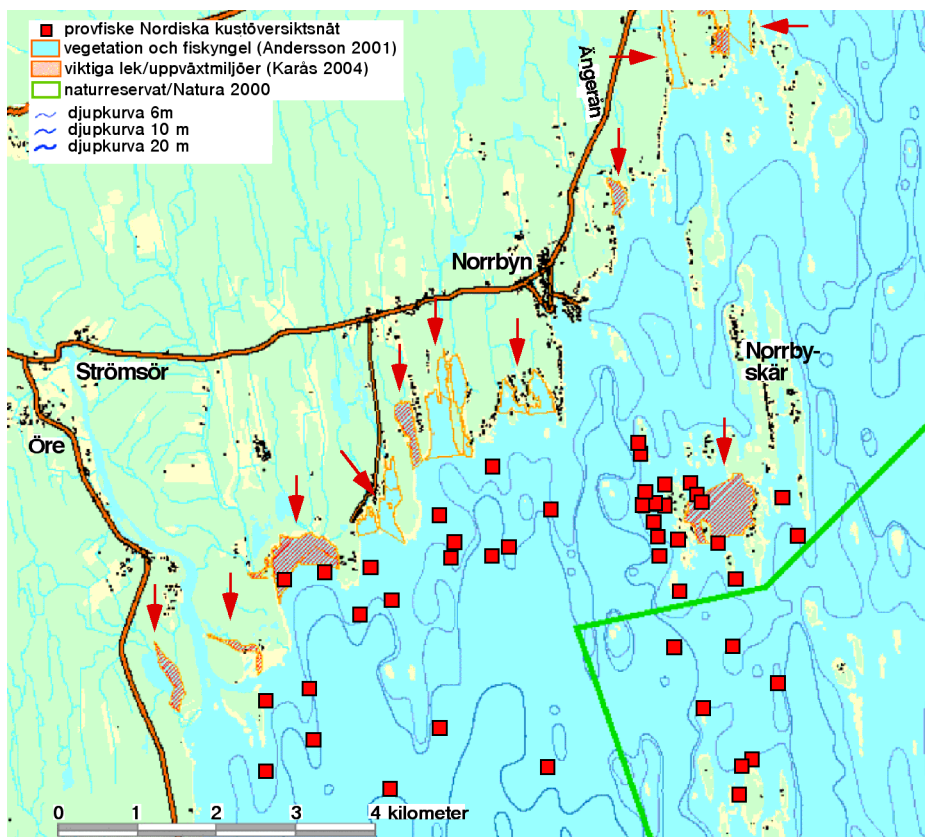 provfiske Nordiska kustöversiktsnät
vegetation och fiskyngel (Andersson 2001)
viktiga lek/uppväxtmiljöer (Karås 2004)
naturreservat/Natura 2000
djupkurva 6m
djupkurva 10 m
djupkurva 20 m
Ängerån
Norrbyn
Norrby-
skär
Strömsör
Öre
0 1 2 3 4 kilometer